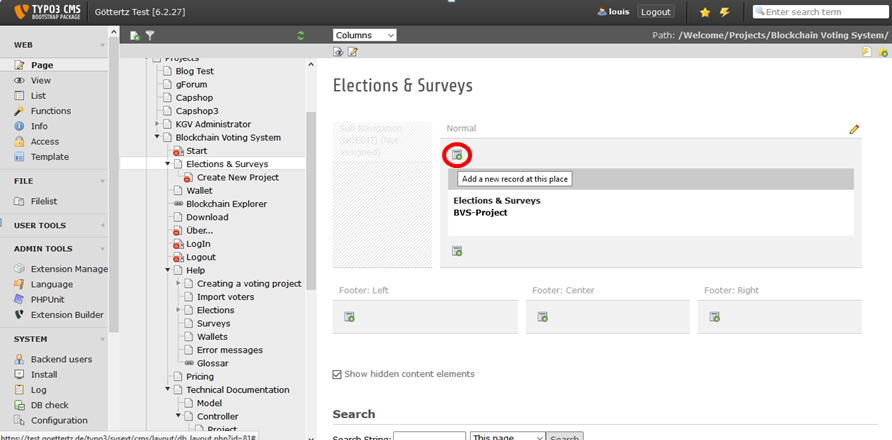 TYPO3 CMS
BOOTSTRAP PACKAGE
Göttertz Test [6.2.27]
louis
Logout
Enter search term
WEB
Page
View
List
Functions
Info
Access
Template
FILE
Filelist
USER TOOLS
ADMIN TOOLS
Extension Manage
Language
PHPUnit
Extension Builder
SYSTEM
Backend users
Install
Log
DB check
Configuration
https://test.goettertz.de/typo3/sysext/cms/layout/db_layout.php?id=81#
Projects
Blog Test
gForum
Capshop
Capshop3
KGV Administrator
Blockchain Voting System
Start
Elections & Surveys
Create New Project
Wallet
Blockchain Explorer
Download
Über...
LogIn
Logout
Help
Creating a voting project
Import voters
Elections
Surveys
Wallets
Error messages
Glossar
Pricing
Technical Documentation
Model
Controller
Project
Columns
Path: /Welcome/Projects/Blockchain Voting System/
Elections & Surveys
Sub Navigation
(NOEDIT) (Not
assigned)
Normal
Add a new record at this place
Elections & Surveys
BVS-Project
Footer: Left
Footer: Center
Footer: Right
Show hidden content elements
Search
Search String:
This page
Search